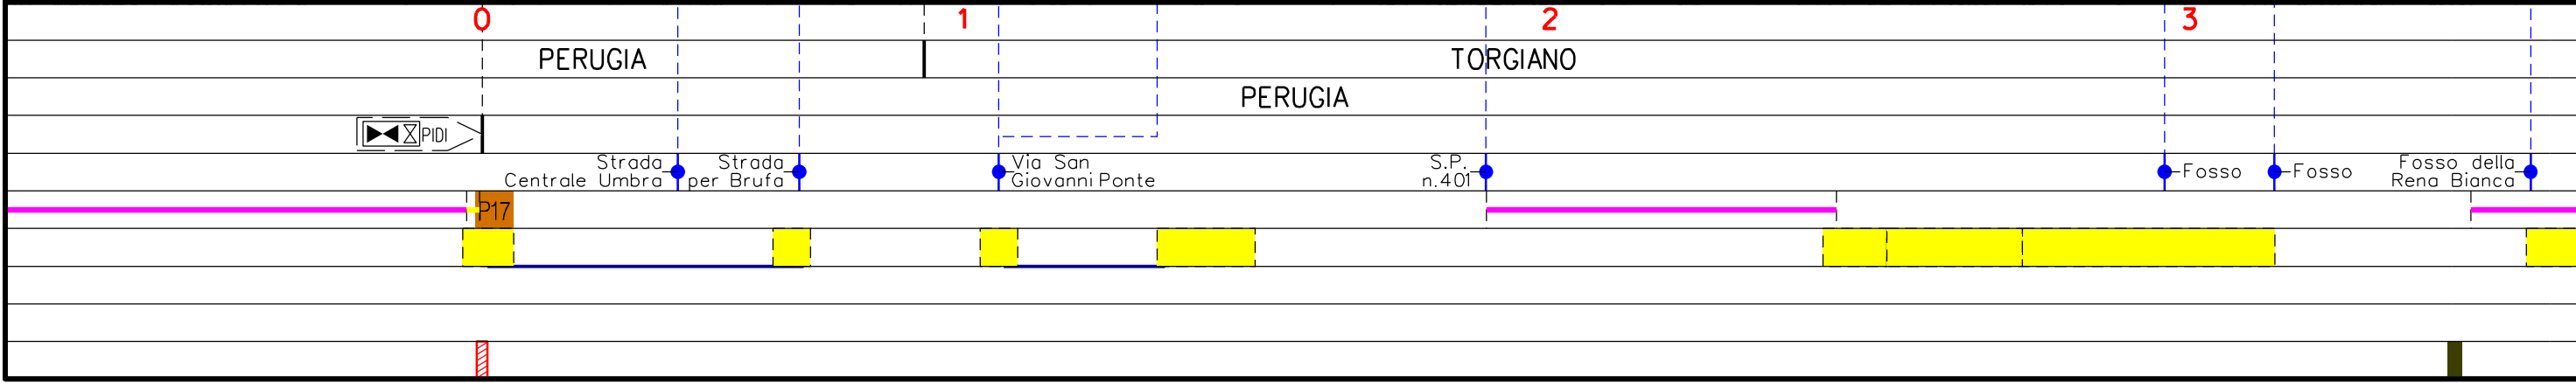 0 1 2 3
PERUGIA TORGIANO
PERUGIA
PIDI
Strada
Centrale Umbra
Strada
per Brufa
Via San
Giovanni Ponte
S.P.
n.401
Fosso
Fosso
Fosso della
Rena Bianca
P17